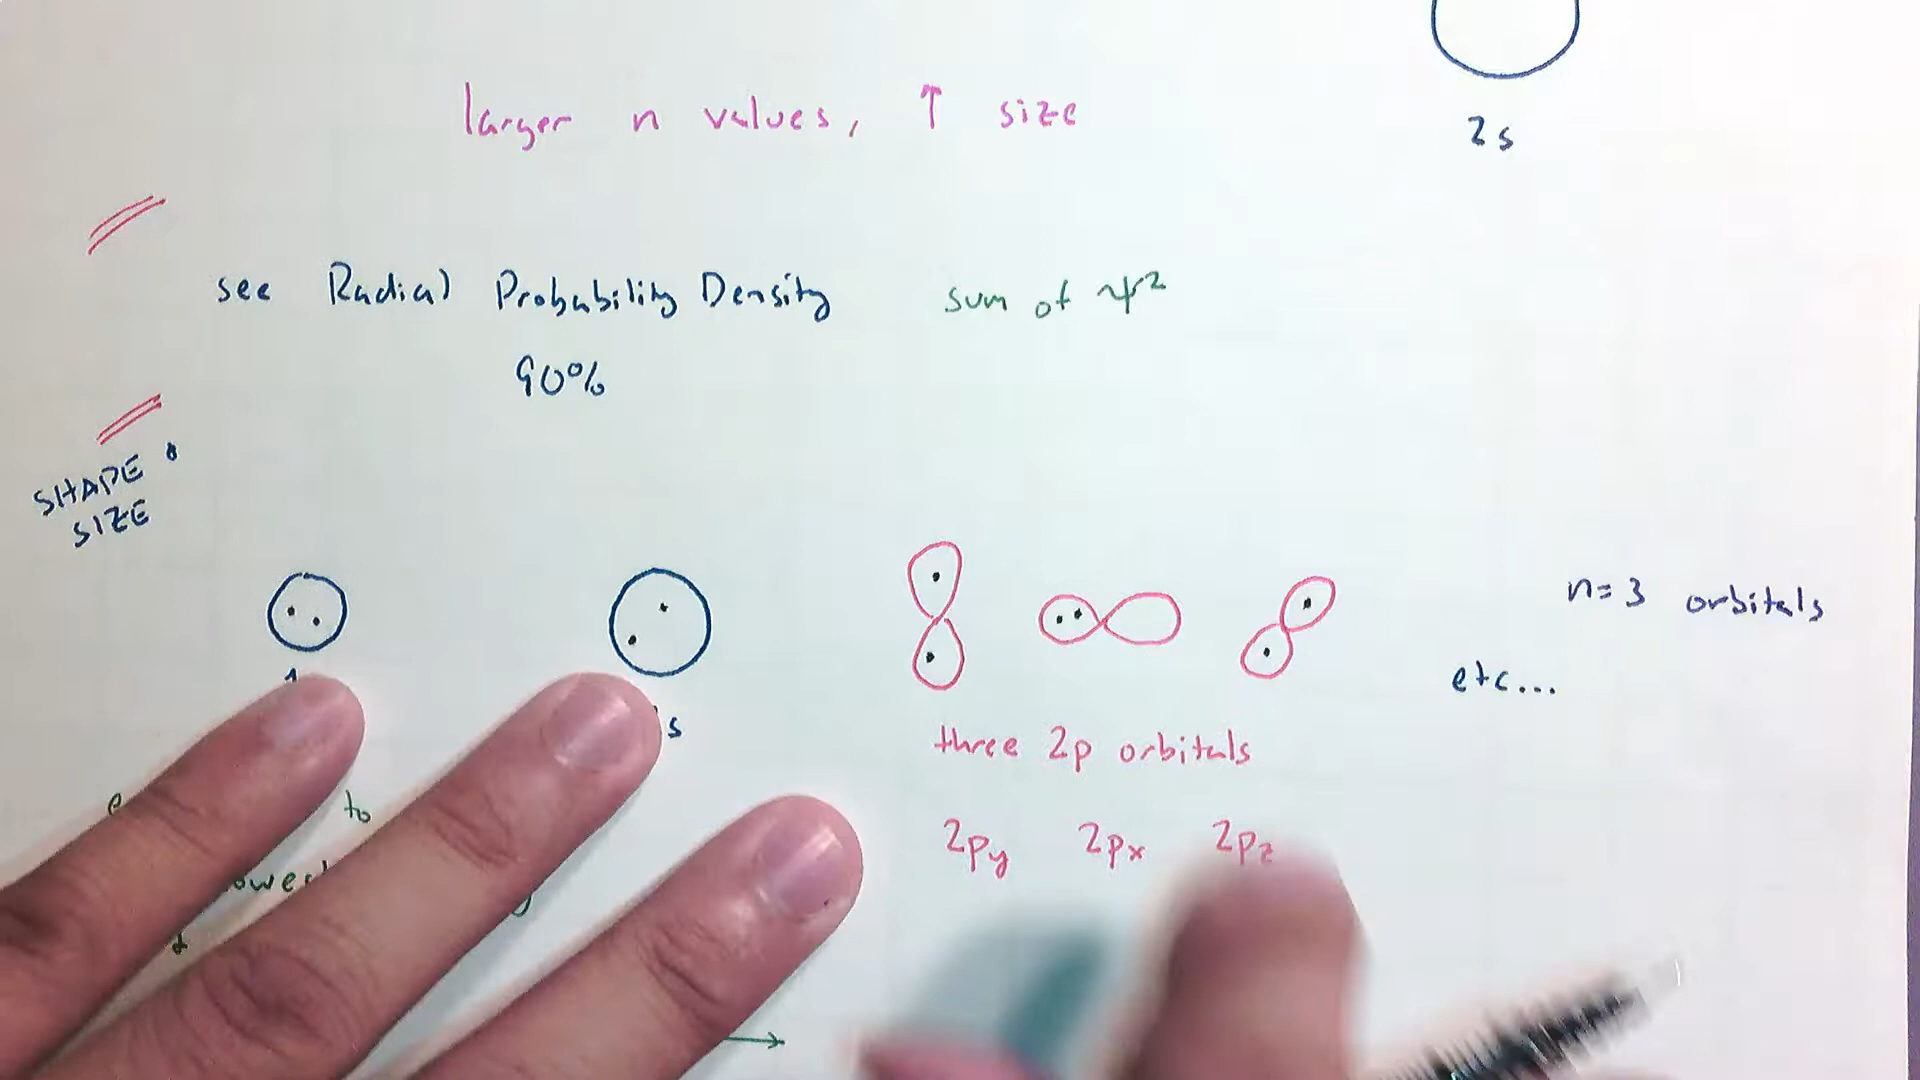 larger n values, ↑ size
2s
see Radial Probability Density sum of ψ²
90%
SHAPE
SIZE
n=3 orbitals
etc...
s
three 2p orbitals
to
2py 2px 2pz